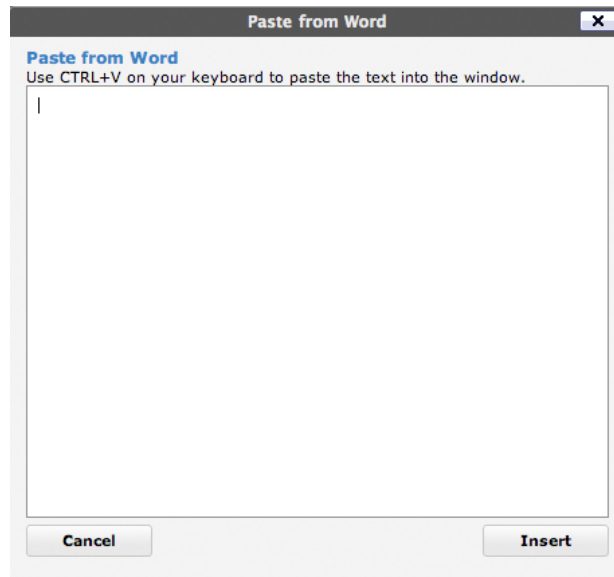 Paste from Word
Paste from Word
Use CTRL+V on your keyboard to paste the text into the window.
Cancel Insert